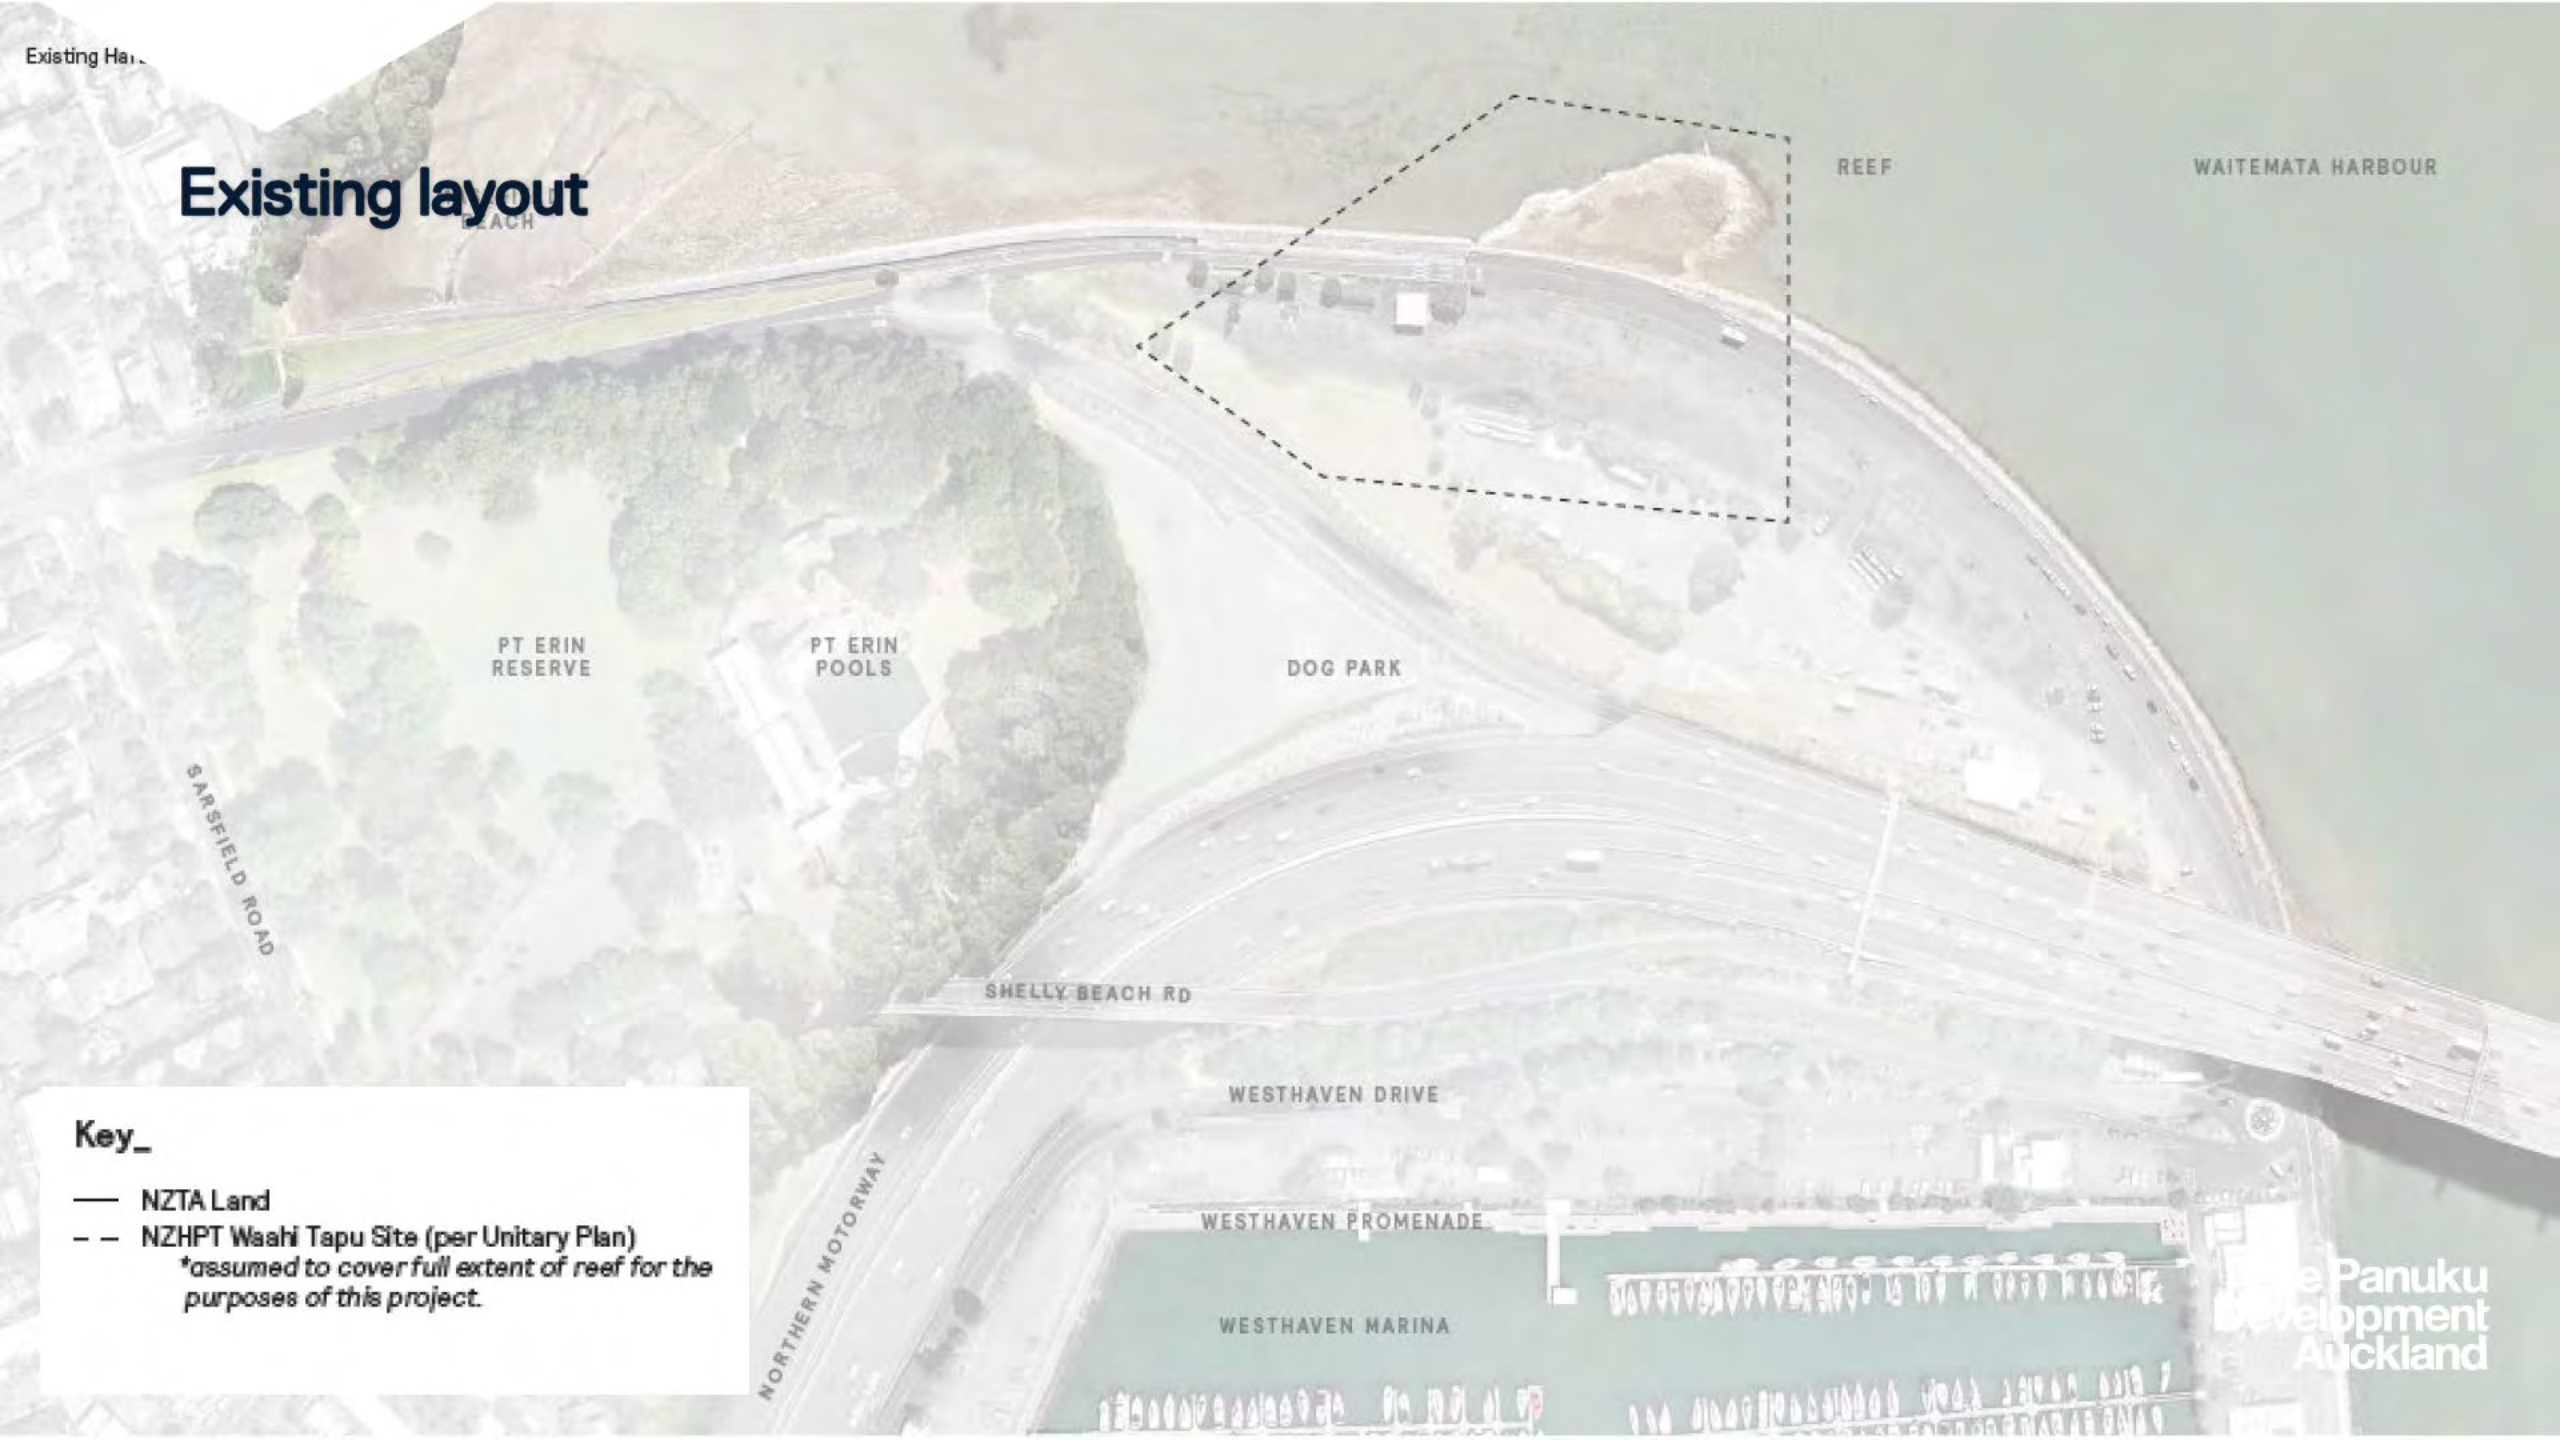 Existing
Existing layout
BEACH
REEF
WAITEMATA HARBOUR
PT ERIN
RESERVE
PT ERIN
POOLS
DOG PARK
SARSFIELD ROAD
SHELLY BEACH RD
WESTHAVEN DRIVE
NORTHERN MOTORWAY
WESTHAVEN PROMENADE
WESTHAVEN MARINA
Key_
NZTA Land
NZHPT Waahi Tapu Site (per Unitary Plan)
*assumed to cover full extent of reef for the
purposes of this project.
Panuku
Development
Auckland